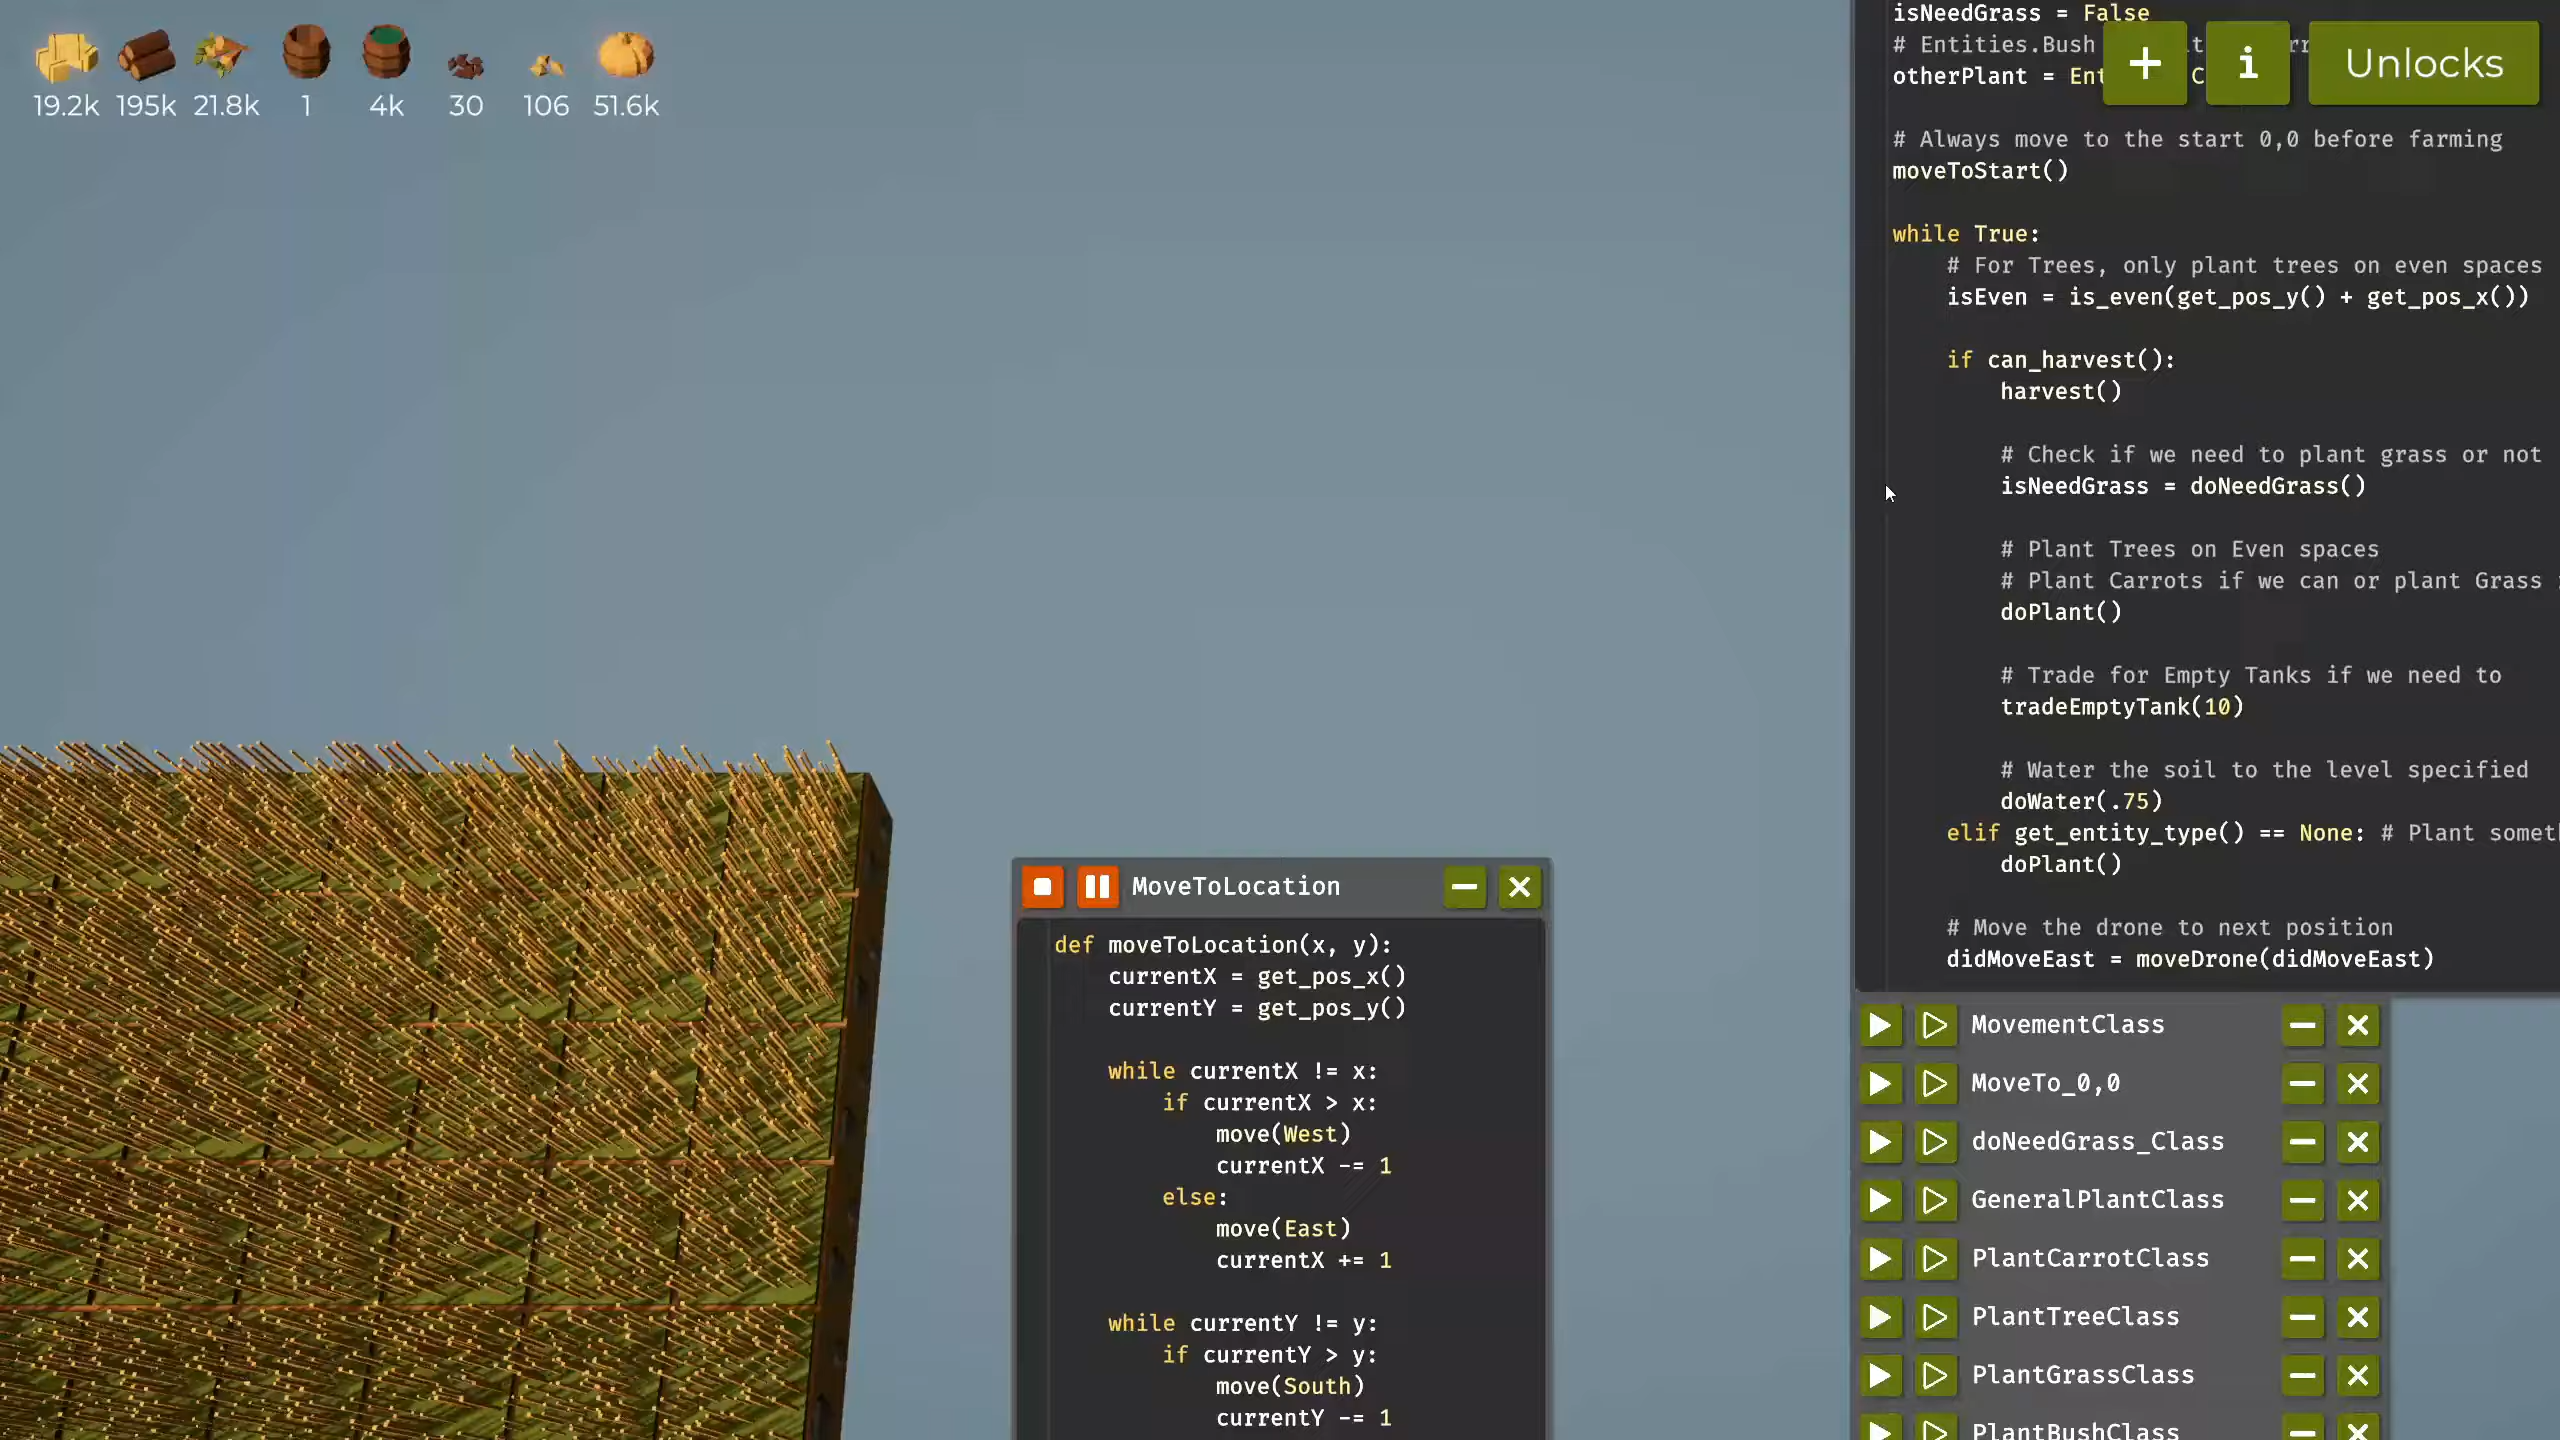 19.2k 195k 21.8k 1 4k 30 106 51.6k
+ i Unlocks
isNeedGrass = False
# Entities.Bush
otherPlant =
# Always move to the start 0,0 before farming
moveToStart()
while True:
# For Trees, only plant trees on even spaces
isEven = is_even(get_pos_y() + get_pos_x())
if can_harvest():
harvest()
# Check if we need to plant grass or not
isNeedGrass = doNeedGrass()
# Plant Trees on Even spaces
# Plant Carrots if we can or plant Grass
doPlant()
# Trade for Empty Tanks if we need to
tradeEmptyTank(10)
# Water the soil to the level specified
doWater(.75)
elif get_entity_type() == None: # Plant
doPlant()
# Move the drone to next position
didMoveEast = moveDrone(didMoveEast)
MoveToLocation
def moveToLocation(x, y):
currentX = get_pos_x()
currentY = get_pos_y()
while currentX != x:
if currentX > x:
move(West)
currentX -= 1
else:
move(East)
currentX += 1
while currentY != y:
if currentY > y:
move(South)
currentY -= 1
MovementClass
MoveTo_0,0
doNeedGrass_Class
GeneralPlantClass
PlantCarrotClass
PlantTreeClass
PlantGrassClass
PlantBushClass